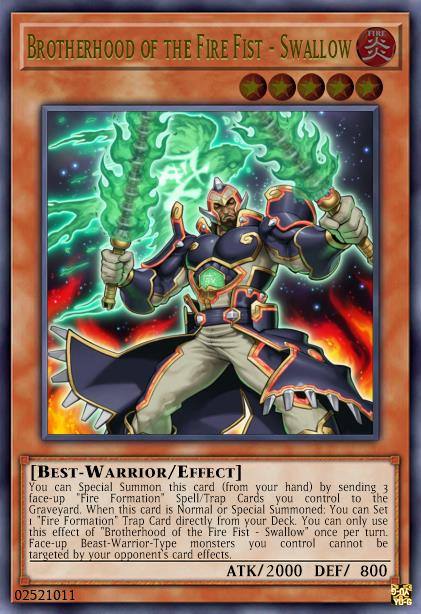 Brotherhood of the Fire Fist - Swallow
FIRE
炎
[Best-Warrior/Effect]
You can Special Summon this card (from your hand) by sending 3
face-up "Fire Formation" Spell/Trap Cards you control to the
Graveyard. When this card is Normal or Special Summoned: You can Set
1 "Fire Formation" Trap Card directly from your Deck. You can only use
this effect of "Brotherhood of the Fire Fist - Swallow" once per turn.
Face-up Beast-Warrior-Type monsters you control cannot be
targeted by your opponent's card effects.
ATK/2000 DEF/ 800
02521011